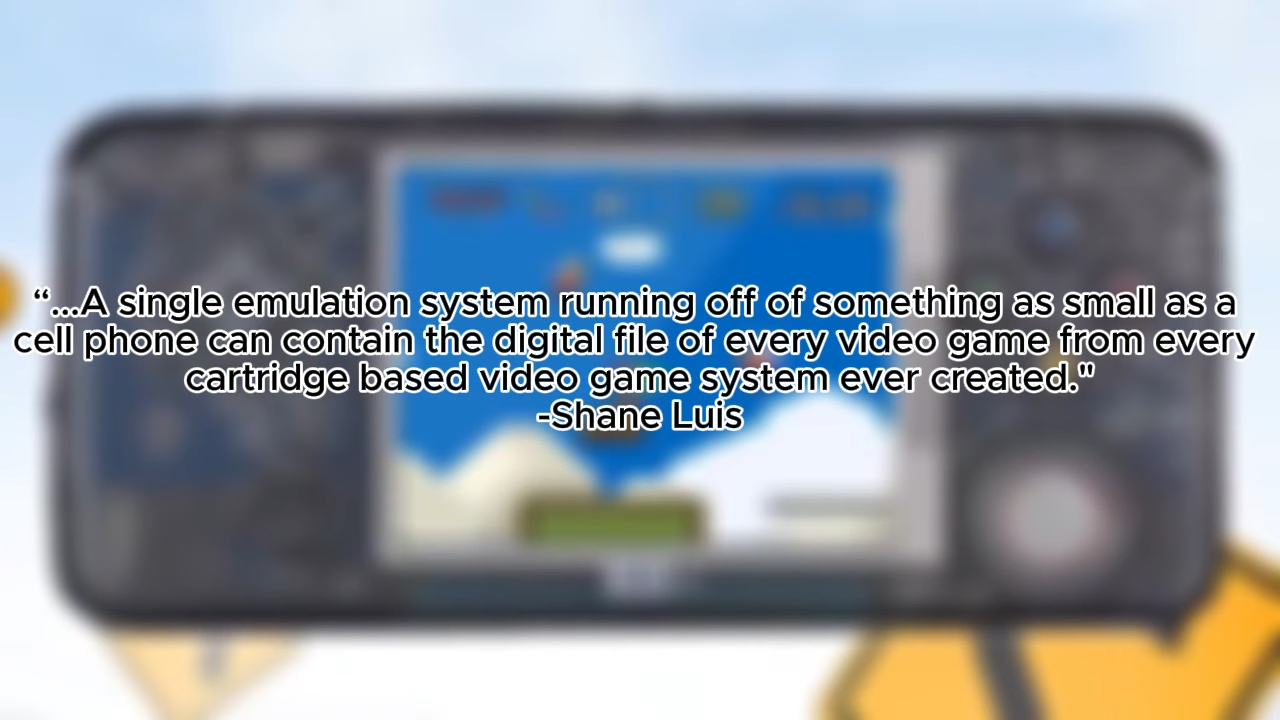 “...A single emulation system running off of something as small as a
cell phone can contain the digital file of every video game from every
cartridge based video game system ever created."
-Shane Luis